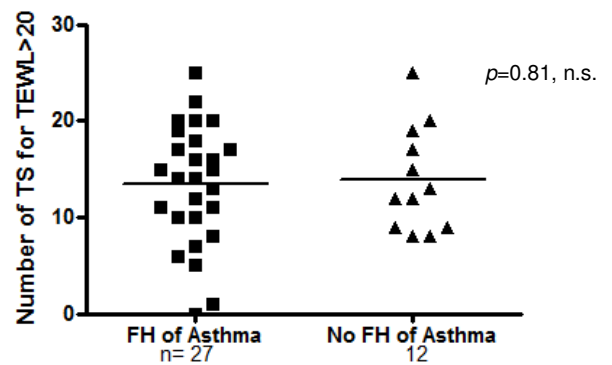 Number of TS for TEWL>20
30
20
10
0
p=0.81, n.s.
FH of Asthma
No FH of Asthma
n= 27
12